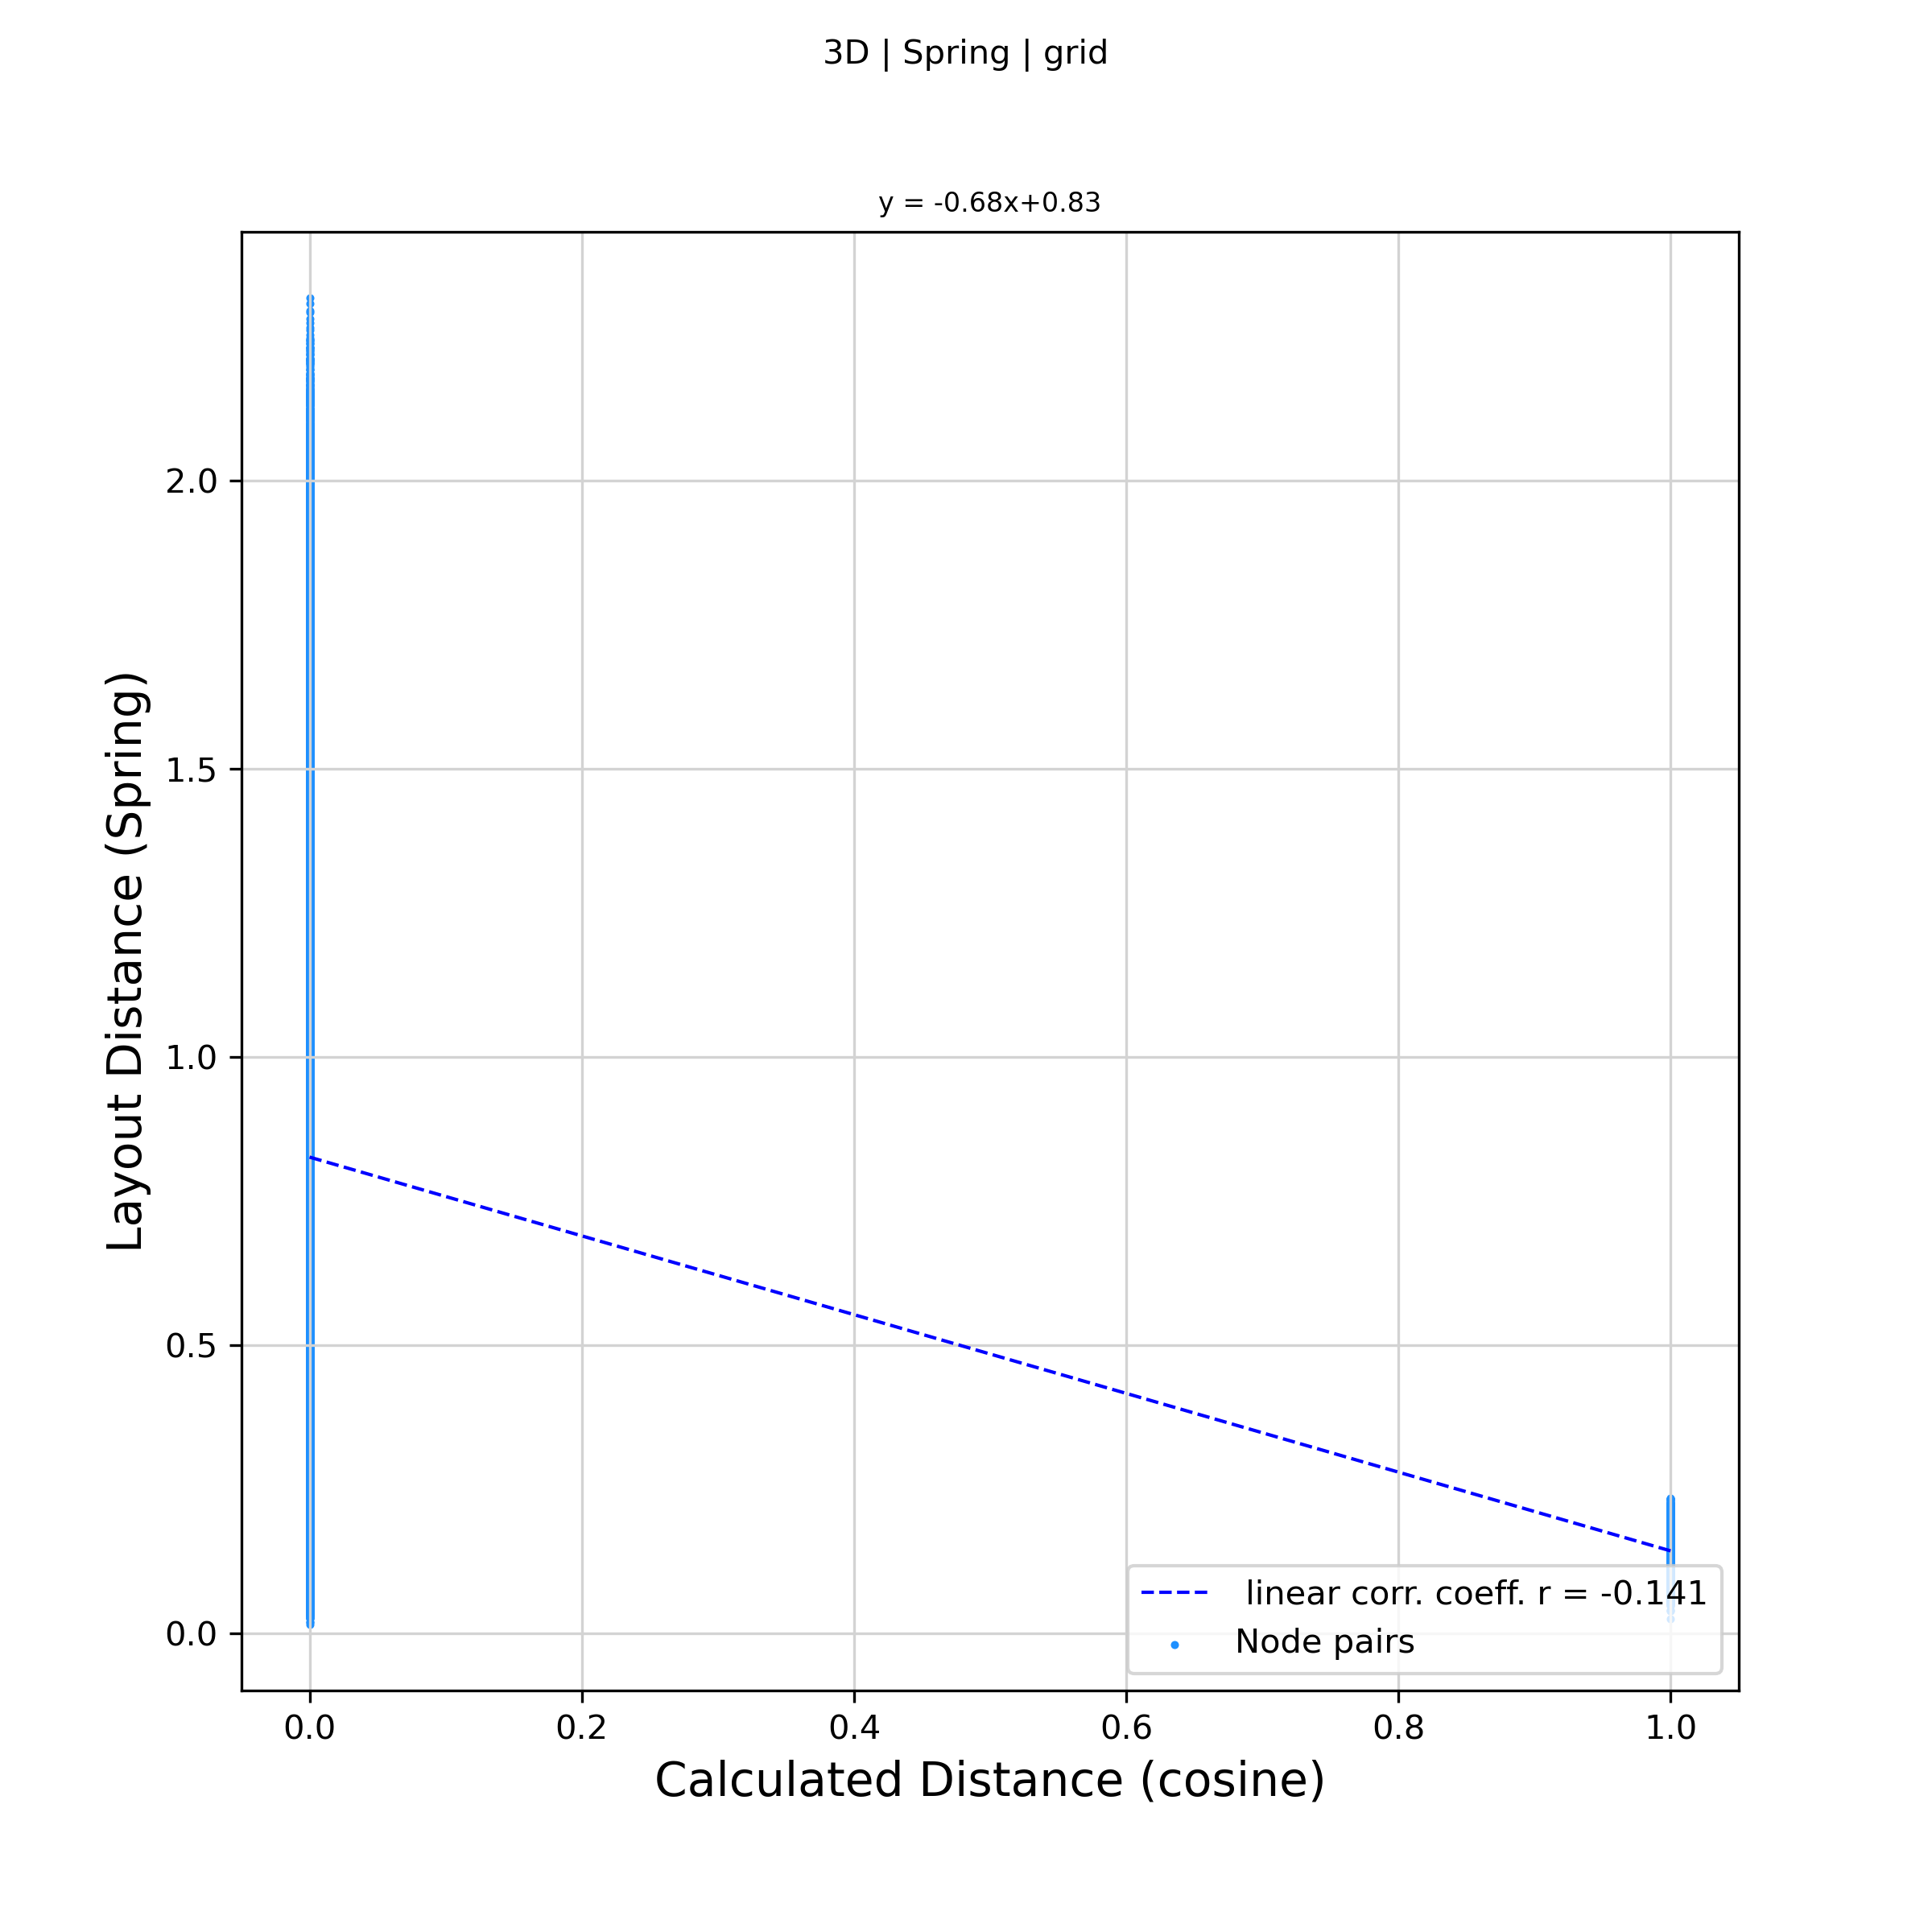 3D | Spring | grid
y = -0.68x+0.83
Layout Distance (Spring)
2.0
1.5
1.0
0.5
0.0
linear corr. coeff. r = -0.141
Node pairs
0.0 0.2 0.4 0.6 0.8 1.0
Calculated Distance (cosine)